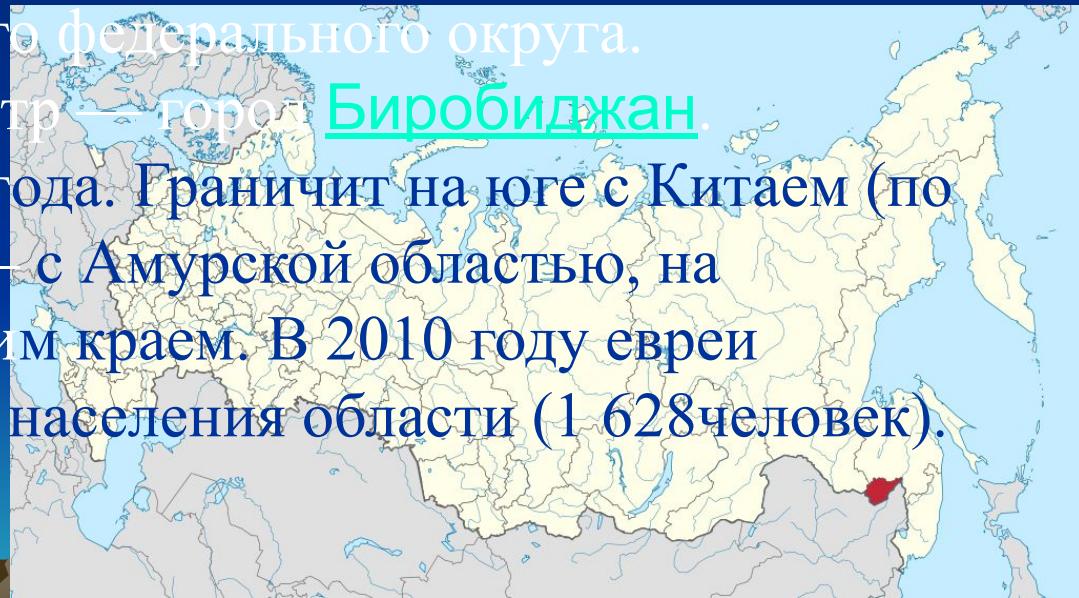 го федерального округа.
тр — город Биробиджан.
года. Граничит на юге с Китаем (по
– с Амурской областью, на
им краем. В 2010 году евреи
населения области (1 628человек).